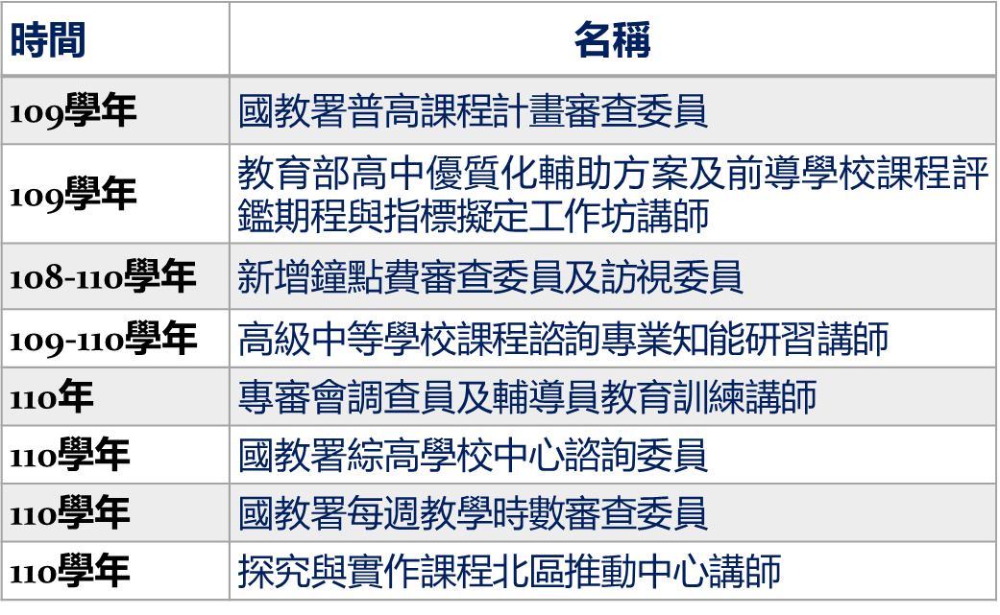 時間 名稱
109學年 國教署普高課程計畫審查委員
109學年 教育部高中優質化輔助方案及前導學校課程評
鑑期程與指標擬定工作坊講師
108-110學年 新增鐘點費審查委員及訪視委員
109-110學年 高級中等學校課程諮詢專業知能研習講師
110年 專審會調查員及輔導員教育訓練講師
110學年 國教署綜高學校中心諮詢委員
110學年 國教署每週教學時數審查委員
110學年 探究與實作課程北區推動中心講師